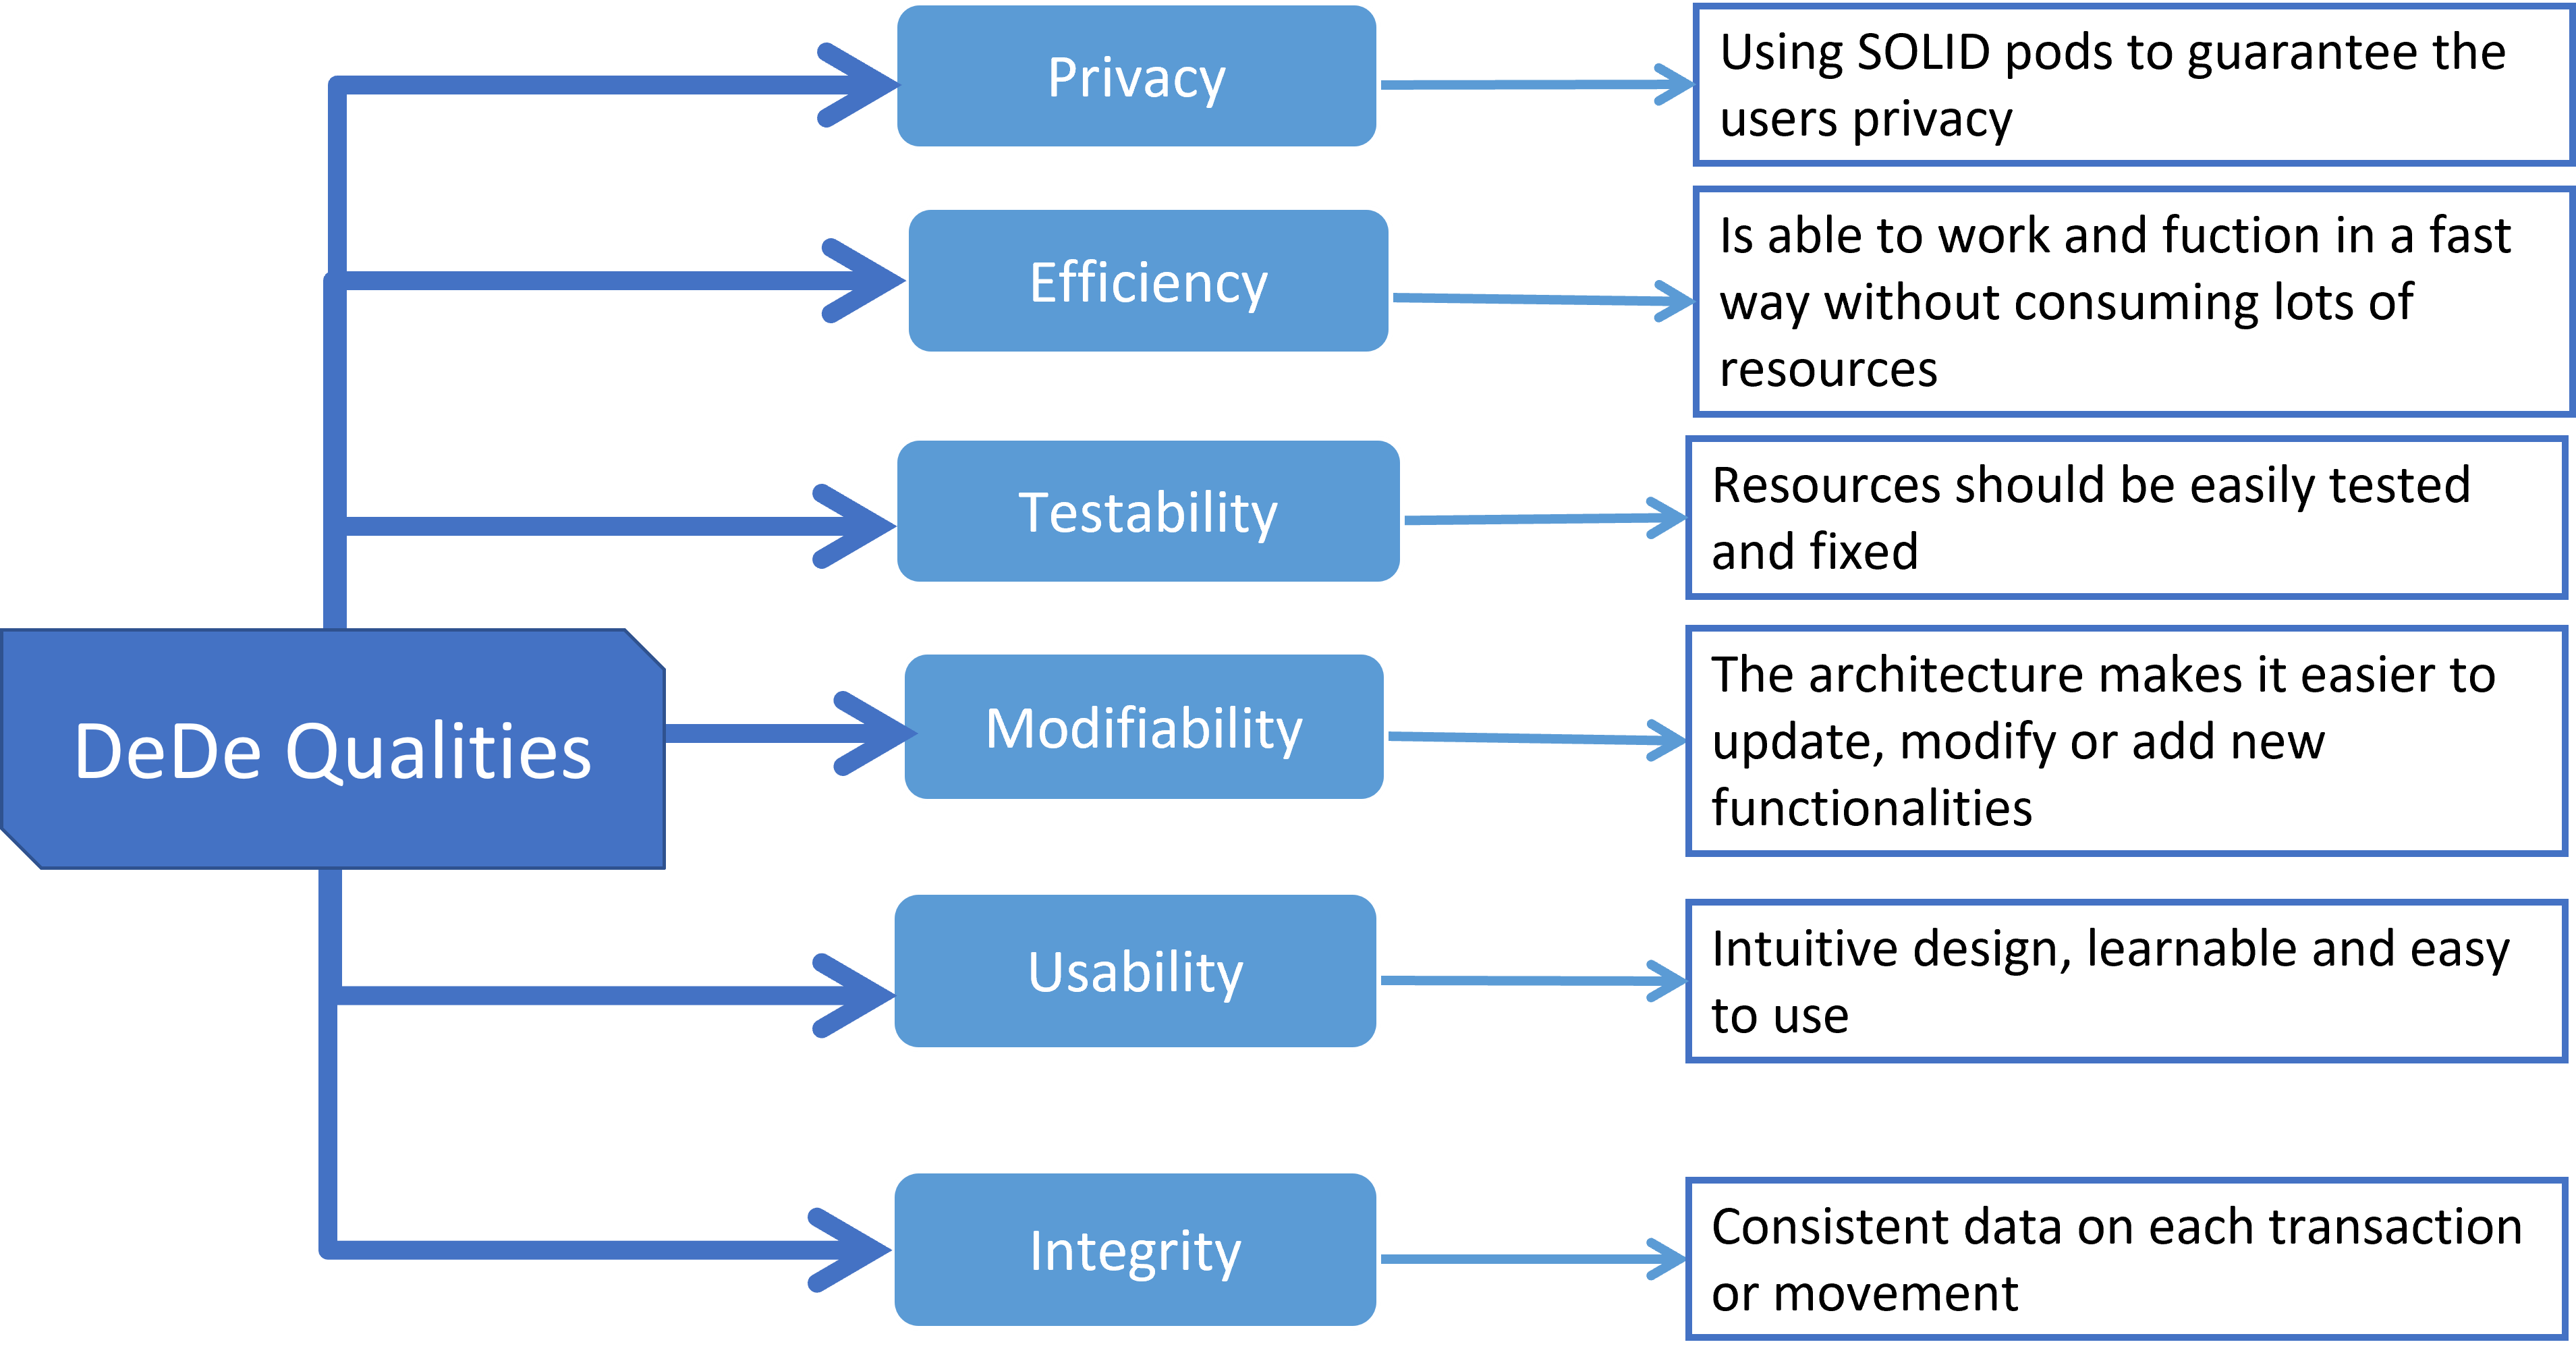 Privacy
Using SOLID pods to guarantee the
users privacy
Efficiency
Is able to work and fuction in a fast
way without consuming lots of
resources
Testability
Resources should be easily tested
and fixed
DeDe Qualities
Modifiability
The architecture makes it easier to
update, modify or add new
functionalities
Usability
Intuitive design, learnable and easy
to use
Integrity
Consistent data on each transaction
or movement